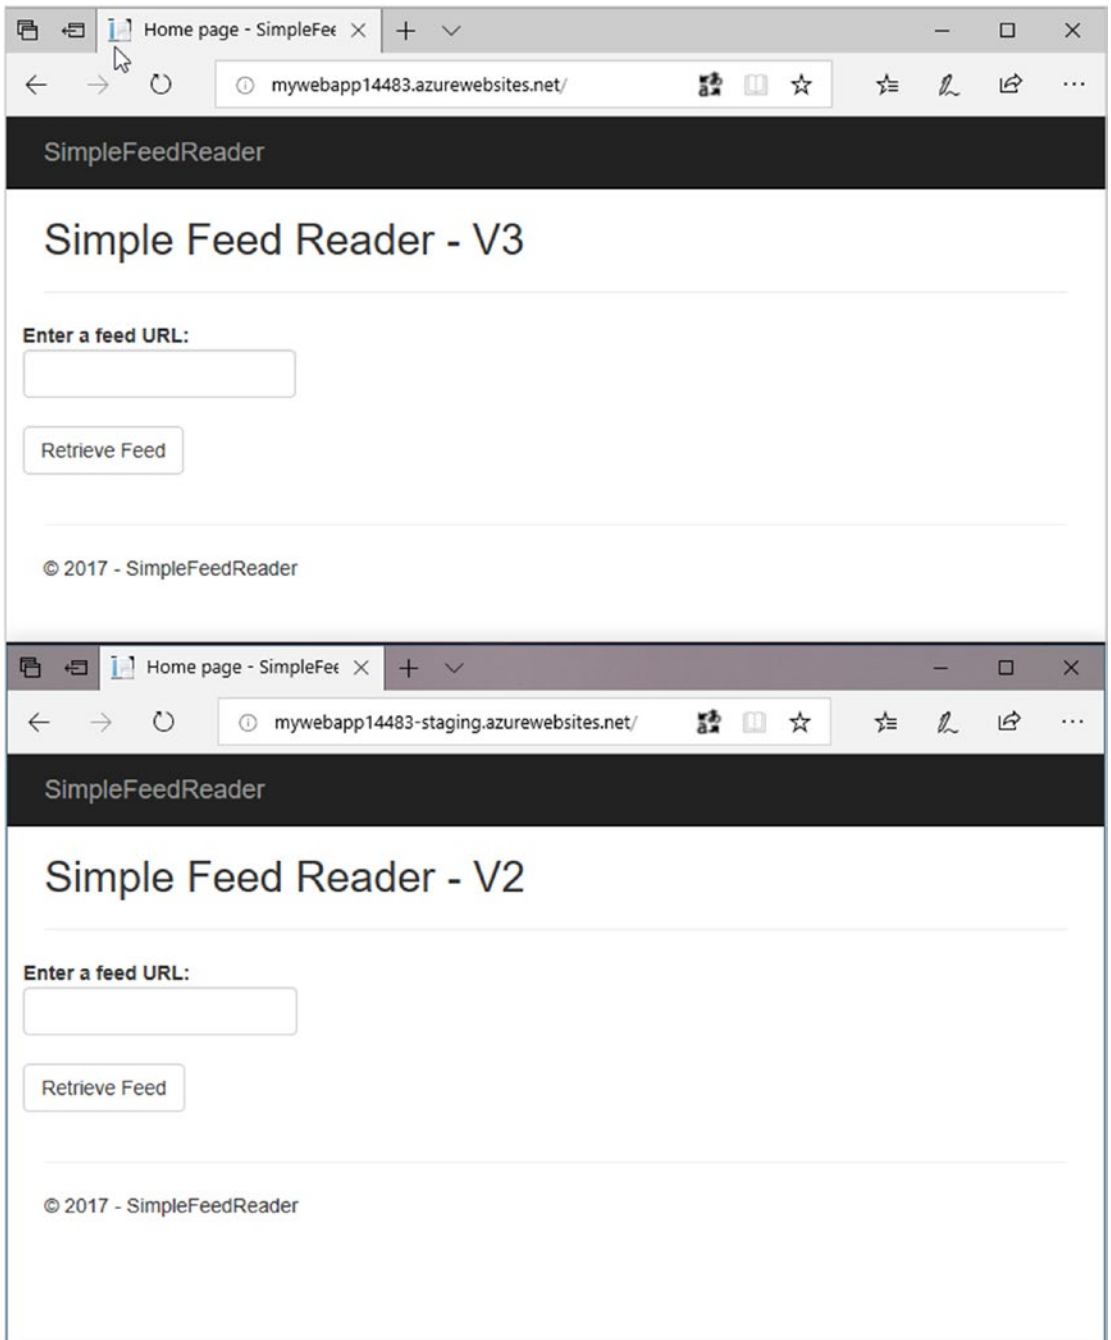 Home page - SimpleFee
mywebapp14483.azurewebsites.net/
SimpleFeedReader
Simple Feed Reader - V3
Enter a feed URL:
Retrieve Feed
© 2017 - SimpleFeedReader
Home page - SimpleFee
mywebapp14483-staging.azurewebsites.net/
SimpleFeedReader
Simple Feed Reader - V2
Enter a feed URL:
Retrieve Feed
© 2017 - SimpleFeedReader